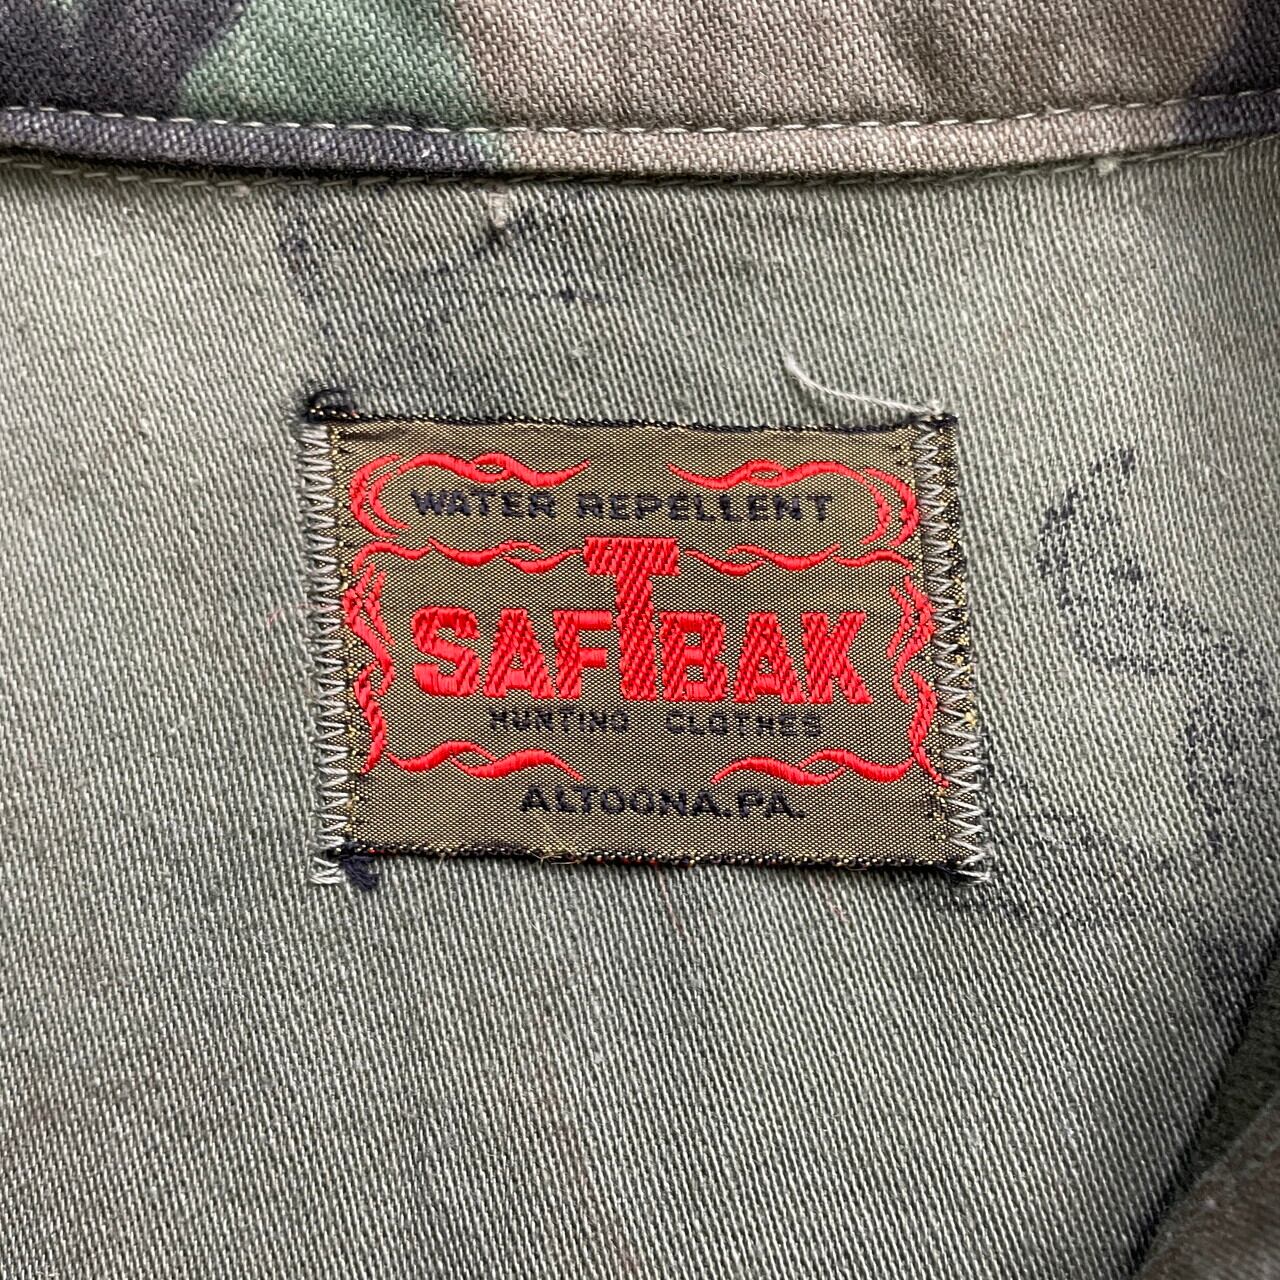 WATER REPELLENT
SAFTBAK
HUNTING CLOTHES
ALTOONA.PA.